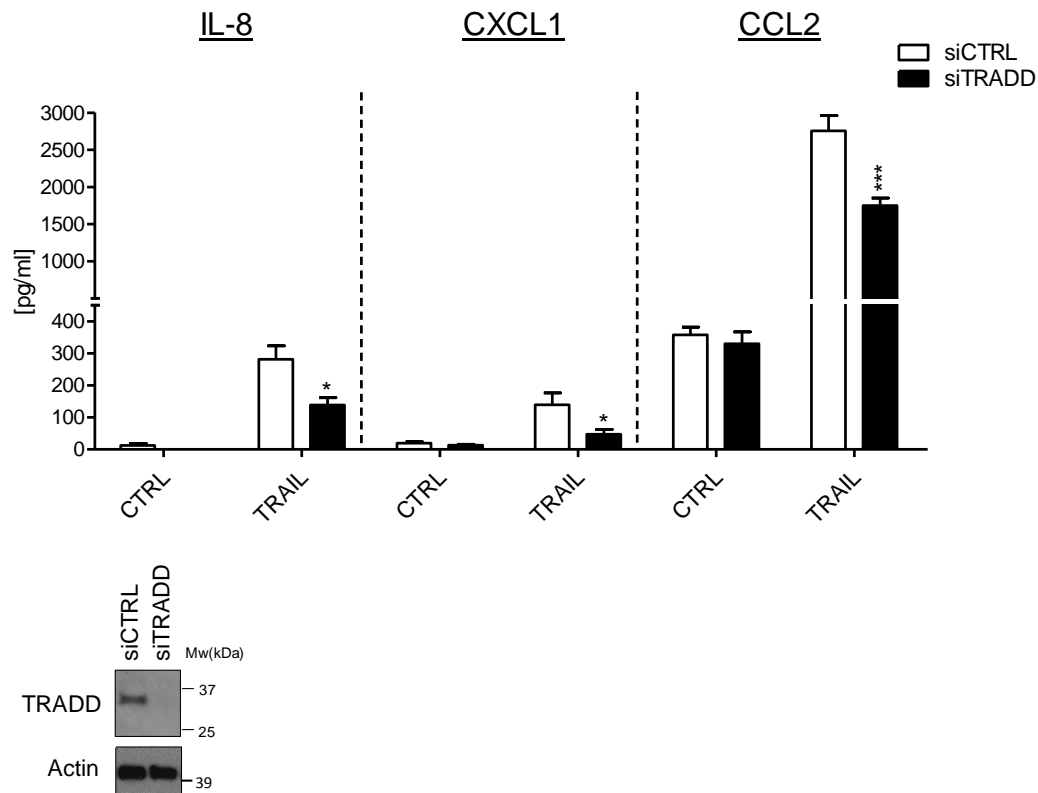 IL-8 CXCL1 CCL2
siCTRL
siTRADD
3000
2500
2000
1500
1000
500
400
300
200
100
0
[pg/ml]
*
*
***
CTRL TRAIL CTRL TRAIL CTRL TRAIL
siCTRL siTRADD Mw(kDa)
TRADD
37
25
Actin
39